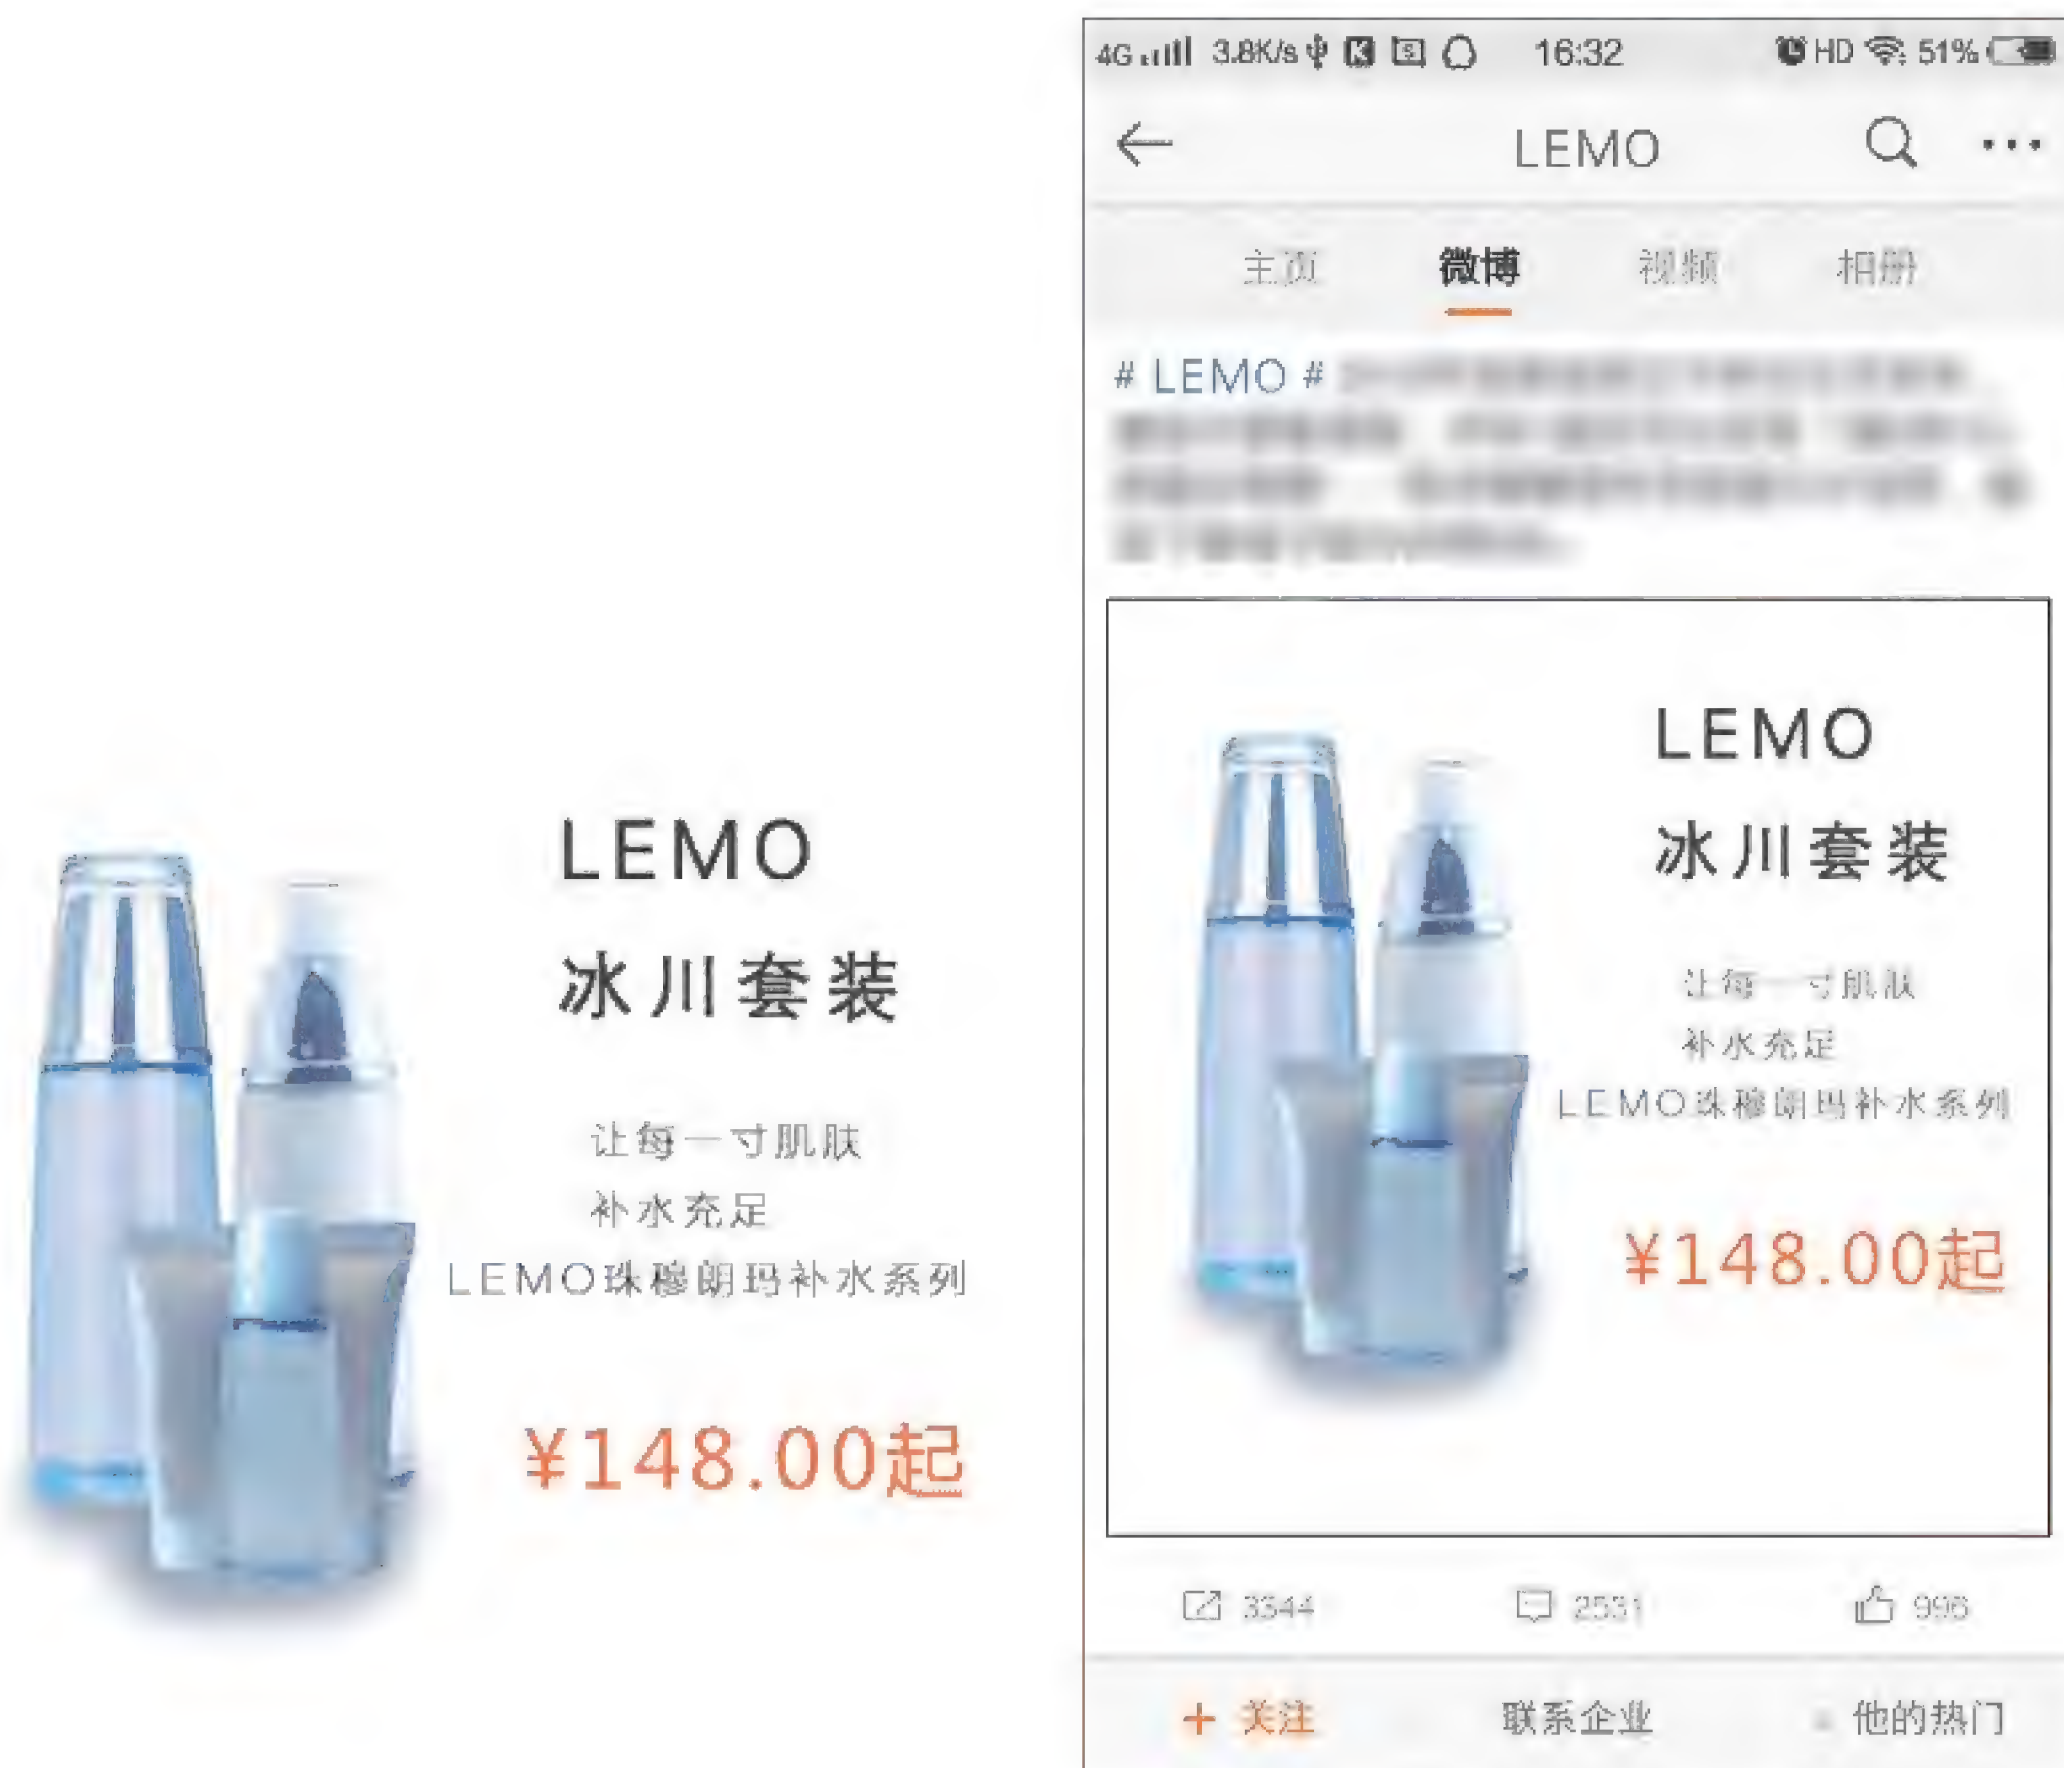 LEMO
冰川套装
让每一寸肌肤
补水充足
LEMO珠穆朗玛补水系列
¥148.00起
4G 3.8K/s 16:32 HD 51%
LEMO
主页 微博 视频 相册
# LEMO #
LEMO
冰川套装
让每一寸肌肤
补水充足
LEMO珠穆朗玛补水系列
¥148.00起
3344 2531 996
+ 关注 联系企业 他的热门